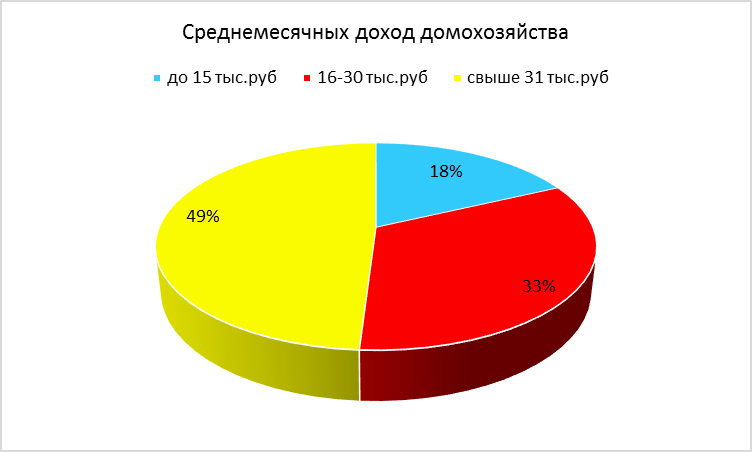 Среднемесячных доход домохозяйства
до 15 тыс.руб 16-30 тыс.руб свыше 31 тыс.руб
18%
49%
33%